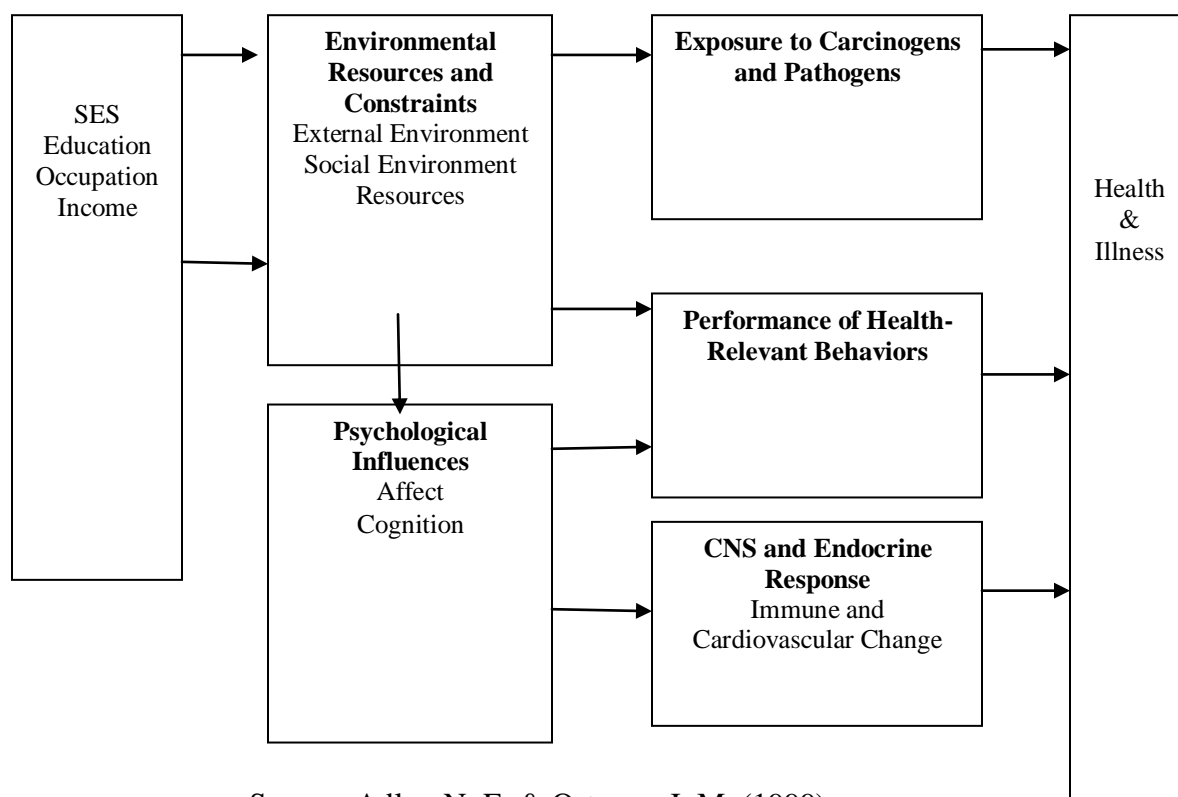 SES
Education
Occupation
Income
Environmental
Resources and
Constraints
External Environment
Social Environment
Resources
Psychological
Influences
Affect
Cognition
Exposure to Carcinogens
and Pathogens
Performance of Health-
Relevant Behaviors
CNS and Endocrine
Response
Immune and
Cardiovascular Change
Health
&
Illness